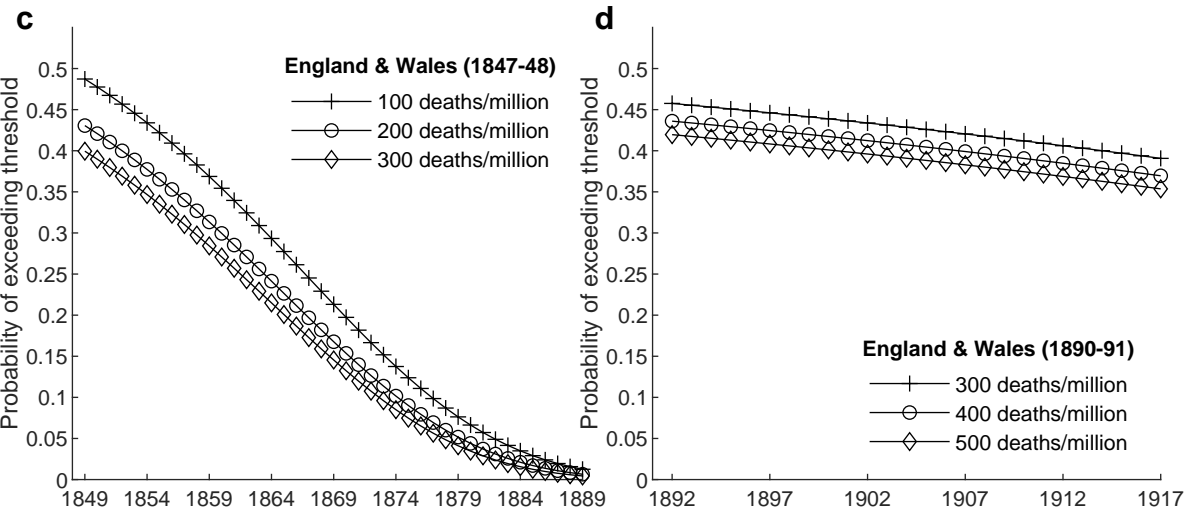 c
Probability of exceeding threshold
0.5
0.45
0.4
0.35
0.3
0.25
0.2
0.15
0.1
0.05
0
England & Wales (1847-48)
100 deaths/million
200 deaths/million
300 deaths/million
1849 1854 1859 1864 1869 1874 1879 1884 1889
d
Probability of exceeding threshold
0.5
0.45
0.4
0.35
0.3
0.25
0.2
0.15
0.1
0.05
0
England & Wales (1890-91)
300 deaths/million
400 deaths/million
500 deaths/million
1892 1897 1902 1907 1912 1917